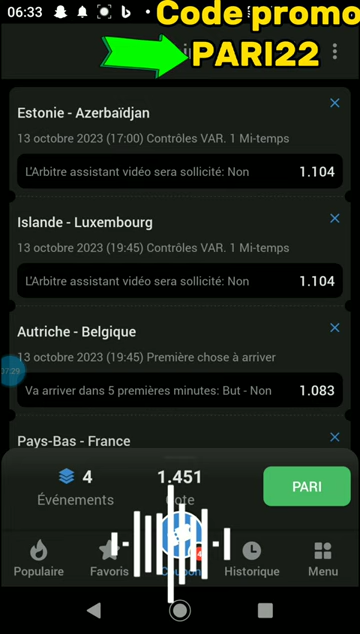 06:33
Code promo
PARI22
Estonie - Azerbaïdjan
13 octobre 2023 (17:00) Contrôles VAR. 1 Mi-temps
L'Arbitre assistant vidéo sera sollicité: Non 1.104
Islande - Luxembourg
13 octobre 2023 (19:45) Contrôles VAR. 1 Mi-temps
L'Arbitre assistant vidéo sera sollicité: Non 1.104
Autriche - Belgique
13 octobre 2023 (19:45) Première chose à arriver
07:29
Va arriver dans 5 premières minutes: But - Non 1.083
Pays-Bas - France
4 1.451
Événements Cote
PARI
Populaire Favoris Coupon Historique Menu